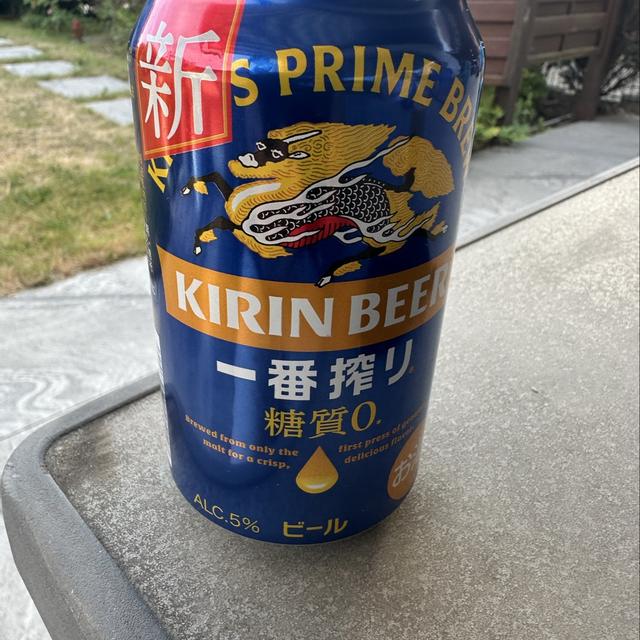 新
S PRIME BR
KIRIN BEER
一番搾り
糖質0
Brewed from only the
malt for a crisp,
first press of
delicious
お
ALC.5%
ビール